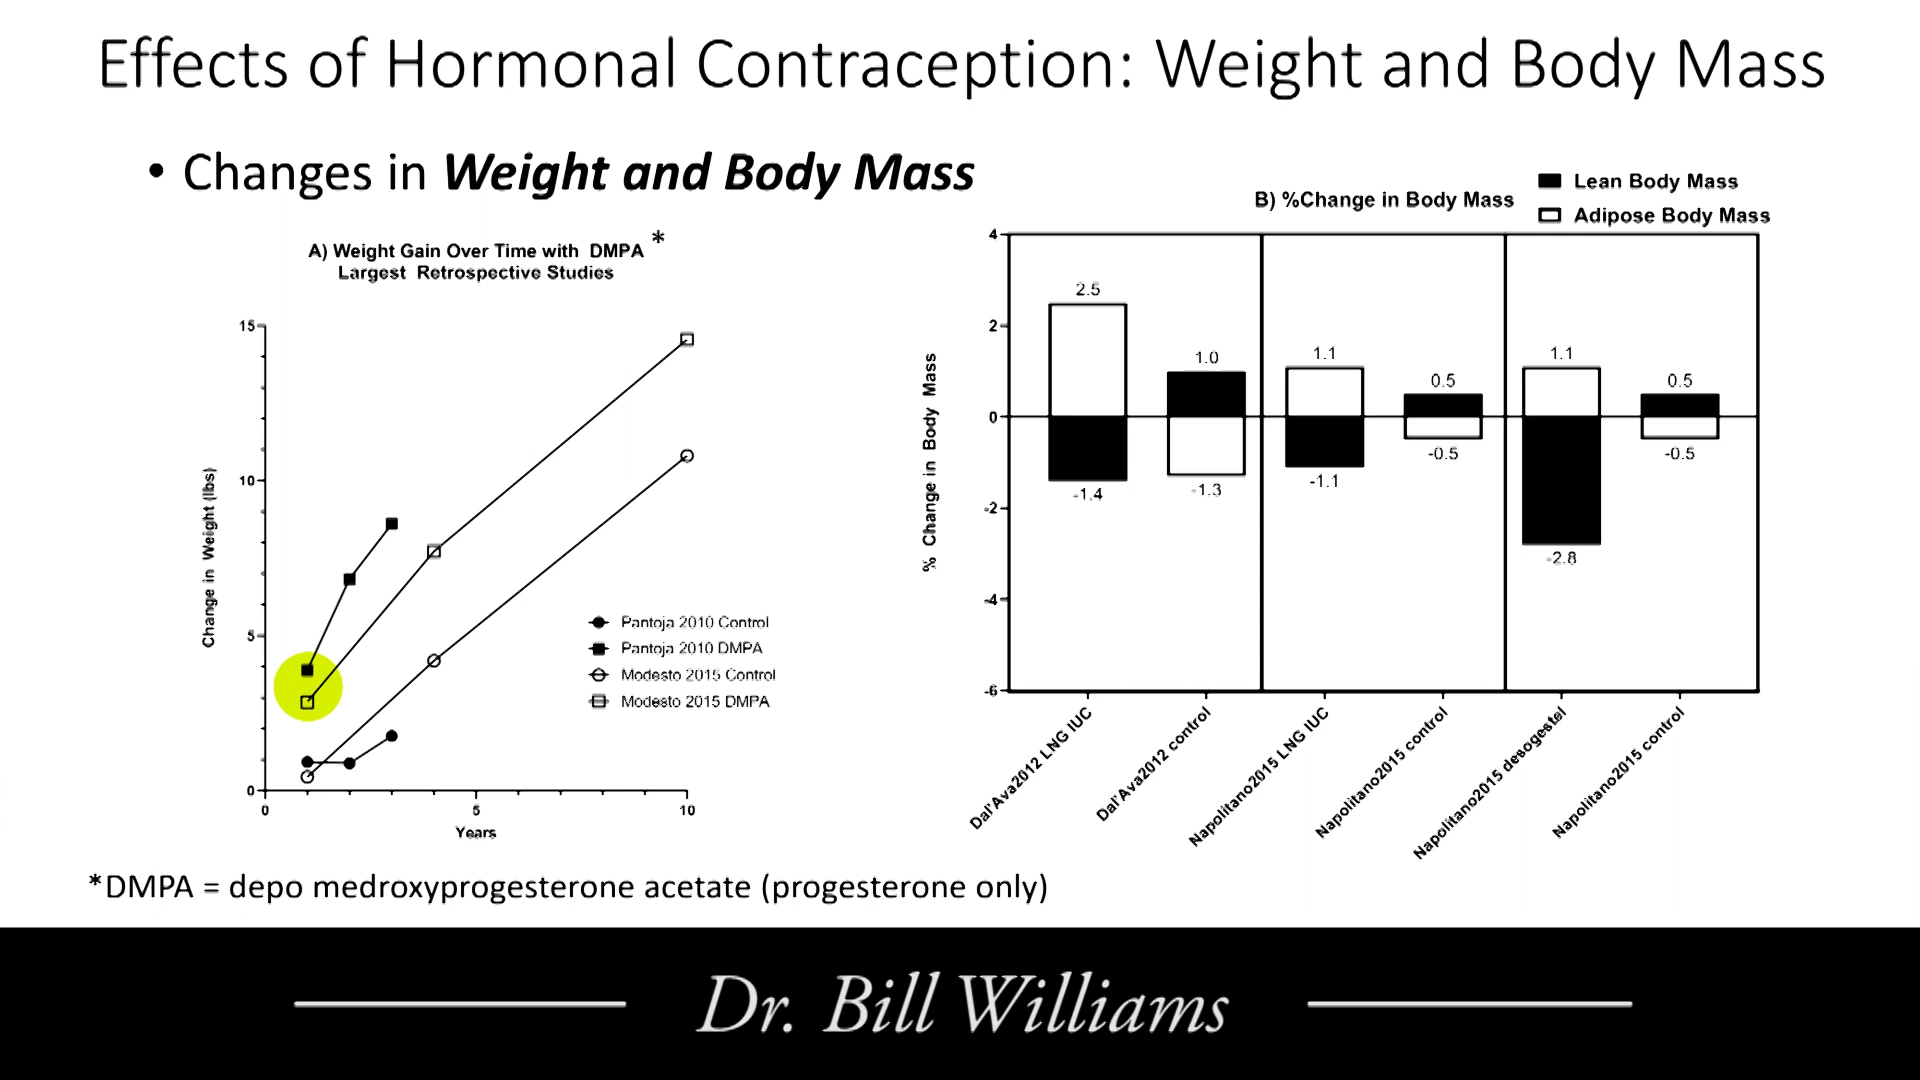 Effects of Hormonal Contraception: Weight and Body Mass
• Changes in Weight and Body Mass
A) Weight Gain Over Time with DMPA *
Largest Retrospective Studies
Change in Weight (lbs)
15
10
5
0
0
5
10
Years
Pantoja 2010 Control
Pantoja 2010 DMPA
Modesto 2015 Control
Modesto 2015 DMPA
B) %Change in Body Mass
Lean Body Mass
Adipose Body Mass
% Change in Body Mass
4
2
0
-2
-4
-6
2.5
-1.4
1.0
-1.3
1.1
-1.1
0.5
-0.5
1.1
-2.8
0.5
-0.5
Dal'Ava2012 LNG IUC
Dal'Ava2012 control
Napolitano2015 LNG IUC
Napolitano2015 control
Napolitano2015 desogestel
Napolitano2015 control
*DMPA = depo medroxyprogesterone acetate (progesterone only)
Dr. Bill Williams